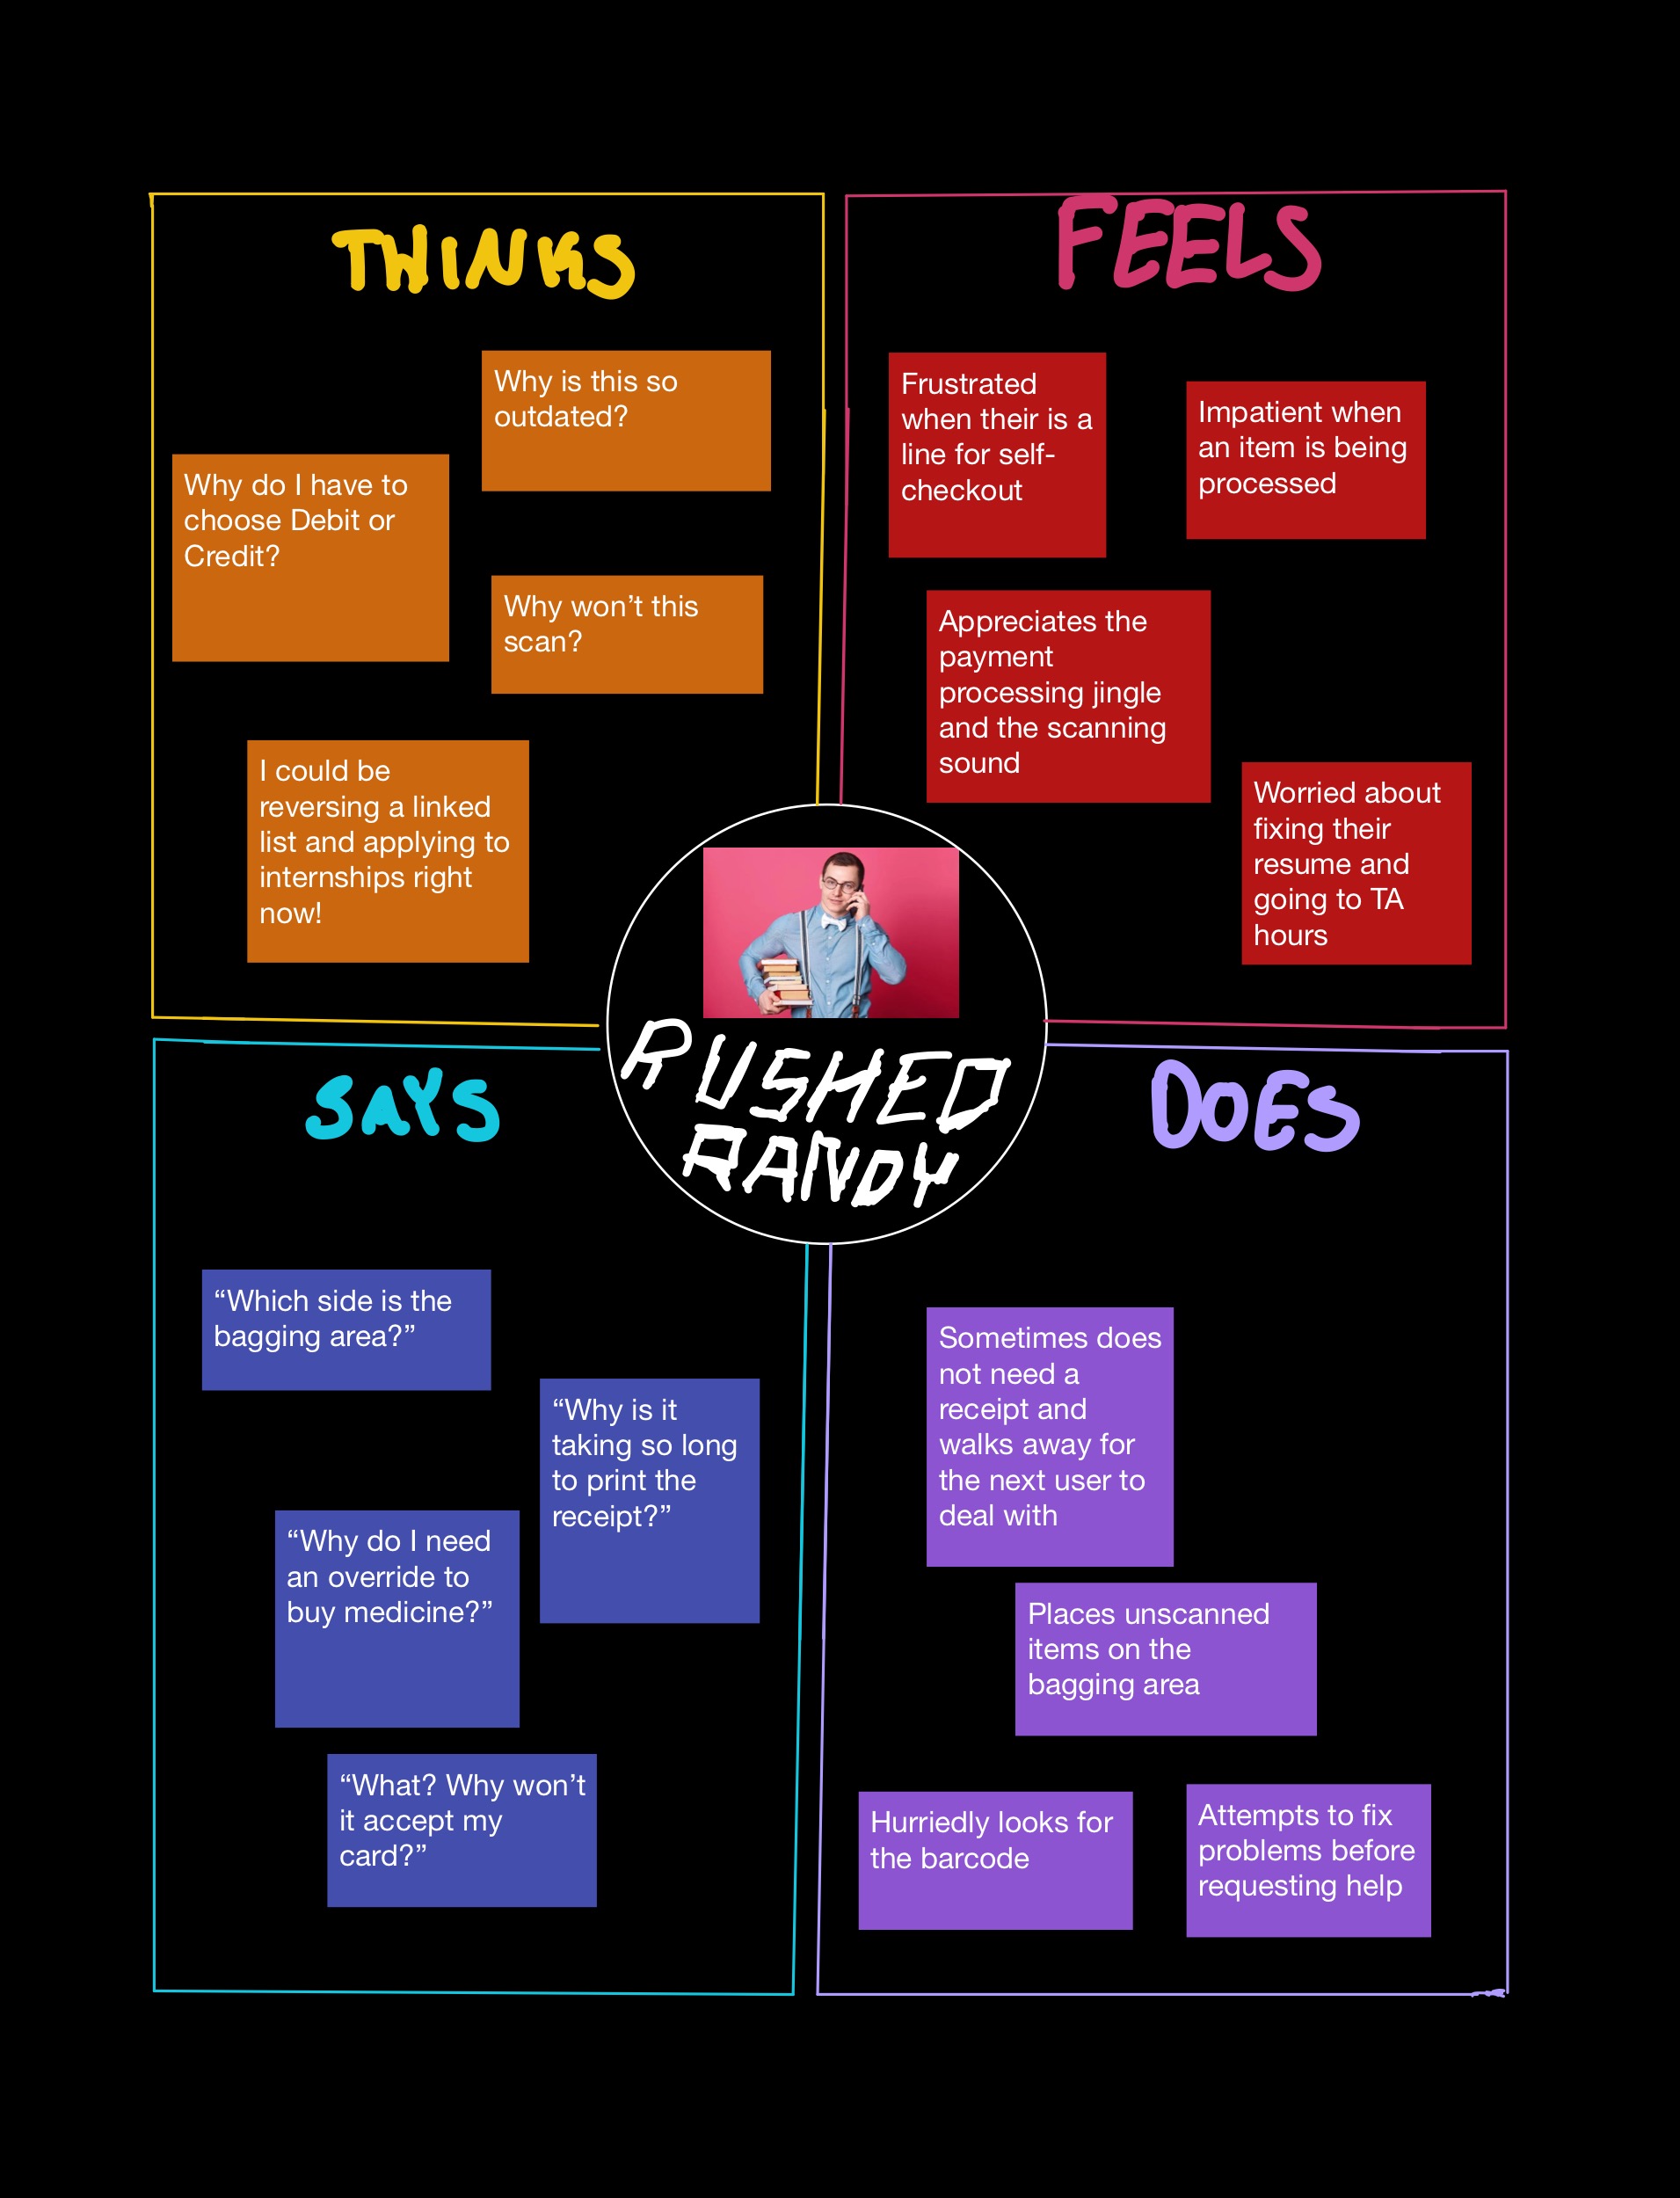 THINKS
Why is this so
outdated?
Why do I have to
choose Debit or
Credit?
Why won’t this
scan?
I could be
reversing a linked
list and applying to
internships right
now!
FEELS
Frustrated
when their is a
line for self-
checkout
Impatient when
an item is being
processed
Appreciates the
payment
processing jingle
and the scanning
sound
Worried about
fixing their
resume and
going to TA
hours
RUSHED
RANDY
SAYS
“Which side is the
bagging area?”
“Why is it
taking so long
to print the
receipt?”
“Why do I need
an override to
buy medicine?”
“What? Why won’t
it accept my
card?”
DOES
Sometimes does
not need a
receipt and
walks away for
the next user to
deal with
Places unscanned
items on the
bagging area
Hurriedly looks for
the barcode
Attempts to fix
problems before
requesting help